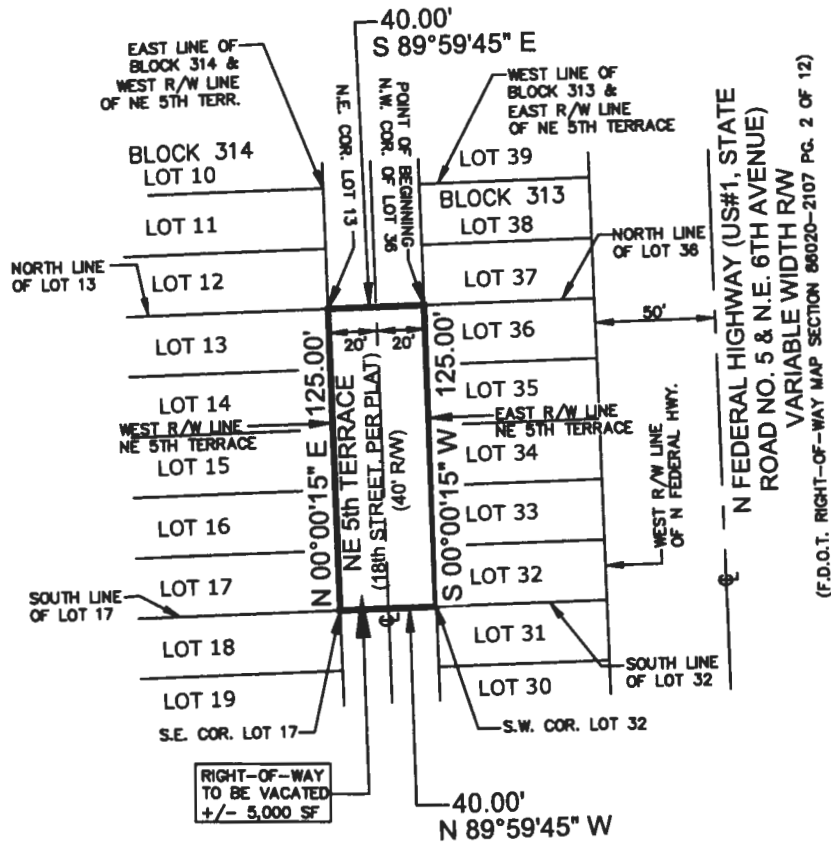 40.00'
S 89°59'45" E
EAST LINE OF
BLOCK 314 &
WEST R/W LINE
OF NE 5TH TERR.
N.E. COR. LOT 13
POINT OF BEGINNING
N.W. COR. OF LOT 36
WEST LINE OF
BLOCK 313 &
EAST R/W LINE
OF NE 5TH TERRACE
BLOCK 314
LOT 10
LOT 11
LOT 12
NORTH LINE
OF LOT 13
LOT 13
LOT 14
WEST R/W LINE
NE 5TH TERRACE
LOT 15
LOT 16
LOT 17
SOUTH LINE
OF LOT 17
LOT 18
LOT 19
S.E. COR. LOT 17
N 00°00'15" E 125.00'
20'
20'
NE 5th TERRACE
(18th STREET, PER PLAT)
(40' R/W)
S 00°00'15" W 125.00'
LOT 39
BLOCK 313
LOT 38
LOT 37
NORTH LINE
OF LOT 36
LOT 36
LOT 35
EAST R/W LINE
NE 5TH TERRACE
LOT 34
LOT 33
LOT 32
LOT 31
LOT 30
SOUTH LINE
OF LOT 32
S.W. COR. LOT 32
50'
WEST R/W LINE
OF N FEDERAL HWY.
N FEDERAL HIGHWAY (US#1, STATE
ROAD NO. 5 & N.E. 6TH AVENUE)
VARIABLE WIDTH R/W
(F.D.O.T. RIGHT-OF-WAY MAP SECTION 86020-2107 PG. 2 OF 12)
RIGHT-OF-WAY
TO BE VACATED
+/- 5,000 SF
40.00'
N 89°59'45" W